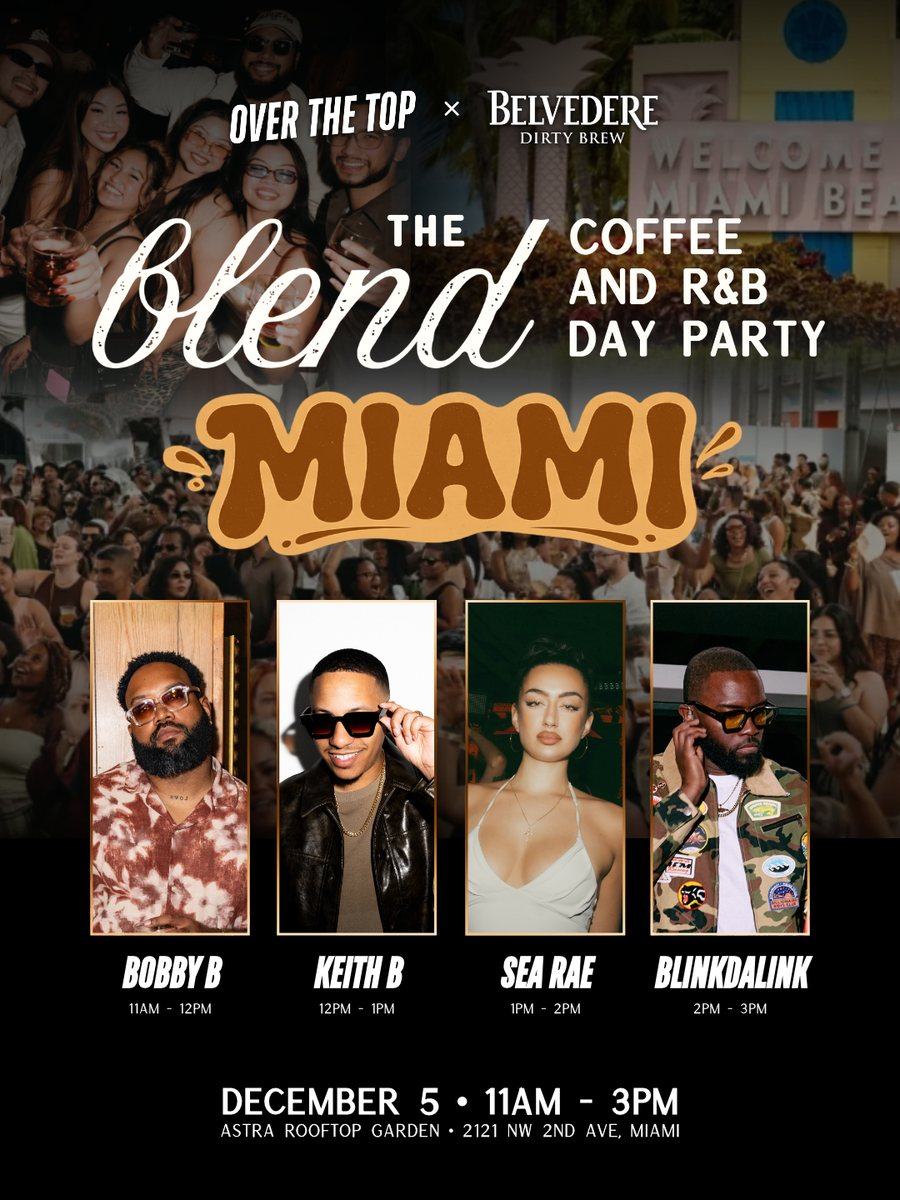 OVER THE TOP × BELVEDERE
DIRTY BREW
WELCOME
MIAMI BEA
THE
blend
COFFEE
AND R&B
DAY PARTY
MIAMI
BOBBY B
11AM - 12PM
KEITH B
12PM - 1PM
SEA RAE
1PM - 2PM
BLINKDALINK
2PM - 3PM
DECEMBER 5 • 11AM - 3PM
ASTRA ROOFTOP GARDEN • 2121 NW 2ND AVE, MIAMI